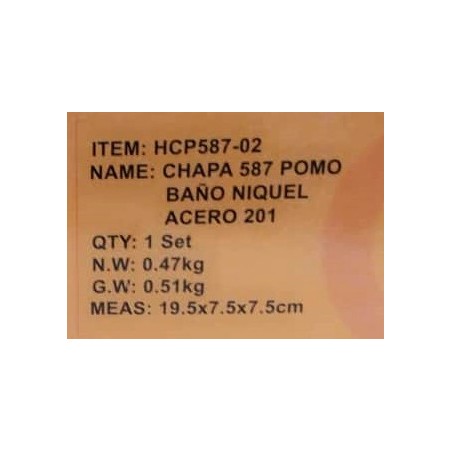 ITEM: HCP587-02
NAME: CHAPA 587 POMO
BAÑO NIQUEL
ACERO 201
QTY: 1 Set
N.W: 0.47kg
G.W: 0.51kg
MEAS: 19.5x7.5x7.5cm